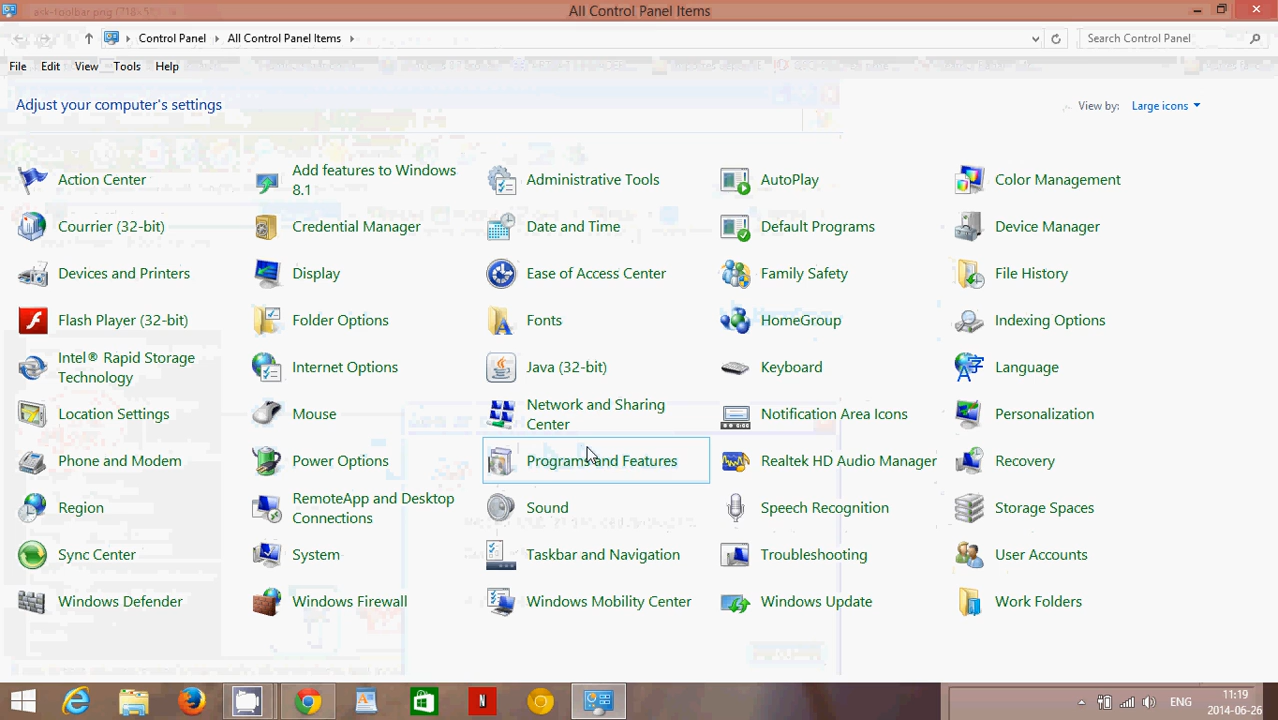 ask-toolbar.png (718×5
All Control Panel Items
Control Panel
All Control Panel Items
Search Control Panel
File
Edit
View
Tools
Help
Adjust your computer's settings
View by:
Large icons
Action Center
Add features to Windows
8.1
Administrative Tools
AutoPlay
Color Management
Courrier (32-bit)
Credential Manager
Date and Time
Default Programs
Device Manager
Devices and Printers
Display
Ease of Access Center
Family Safety
File History
Flash Player (32-bit)
Folder Options
Fonts
HomeGroup
Indexing Options
Intel® Rapid Storage
Technology
Internet Options
Java (32-bit)
Keyboard
Language
Location Settings
Mouse
Network and Sharing
Center
Notification Area Icons
Personalization
Phone and Modem
Power Options
Programs and Features
Realtek HD Audio Manager
Recovery
Region
RemoteApp and Desktop
Connections
Sound
Speech Recognition
Storage Spaces
Sync Center
System
Taskbar and Navigation
Troubleshooting
User Accounts
Windows Defender
Windows Firewall
Windows Mobility Center
Windows Update
Work Folders
N
ENG
11:19
2014-06-26